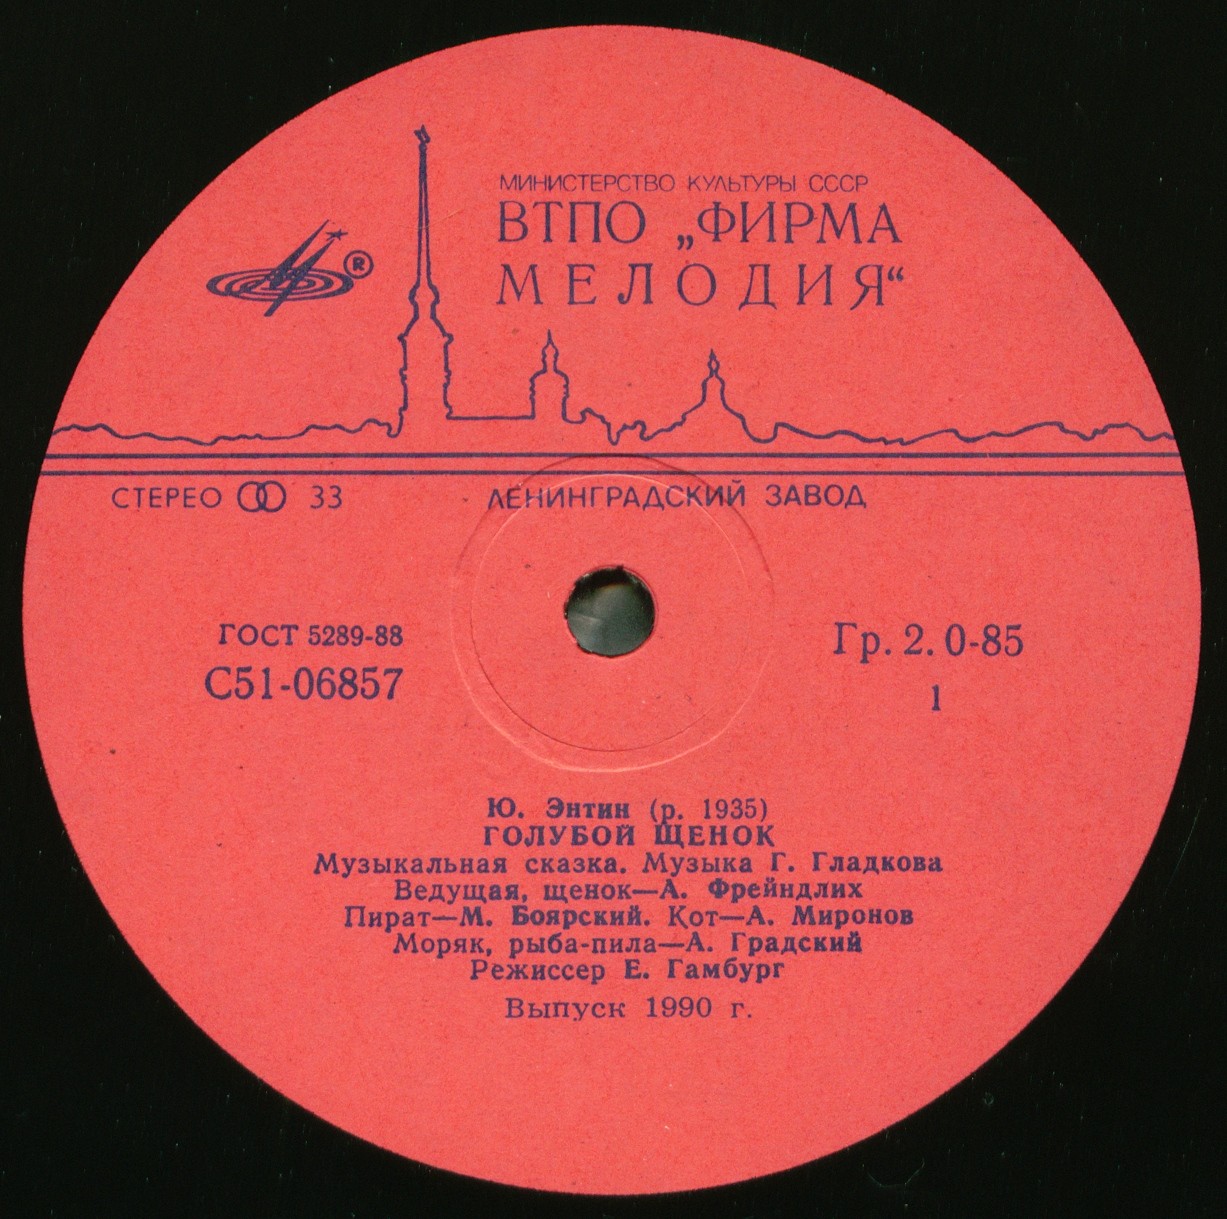 МИНИСТЕРСТВО КУЛЬТУРЫ СССР
ВТПО „ФИРМА
МЕЛОДИЯ“
®
СТЕРЕО 33
ЛЕНИНГРАДСКИЙ ЗАВОД
ГОСТ 5289-88
С51-06857
Гр. 2. 0-85
1
Ю. Энтин (р. 1935)
ГОЛУБОЙ ЩЕНОК
Музыкальная сказка. Музыка Г. Гладкова
Ведущая, щенок—А. Фрейндлих
Пират—М. Боярский. Кот—А. Миронов
Моряк, рыба-пила—А. Градский
Режиссер Е. Гамбург
Выпуск 1990 г.